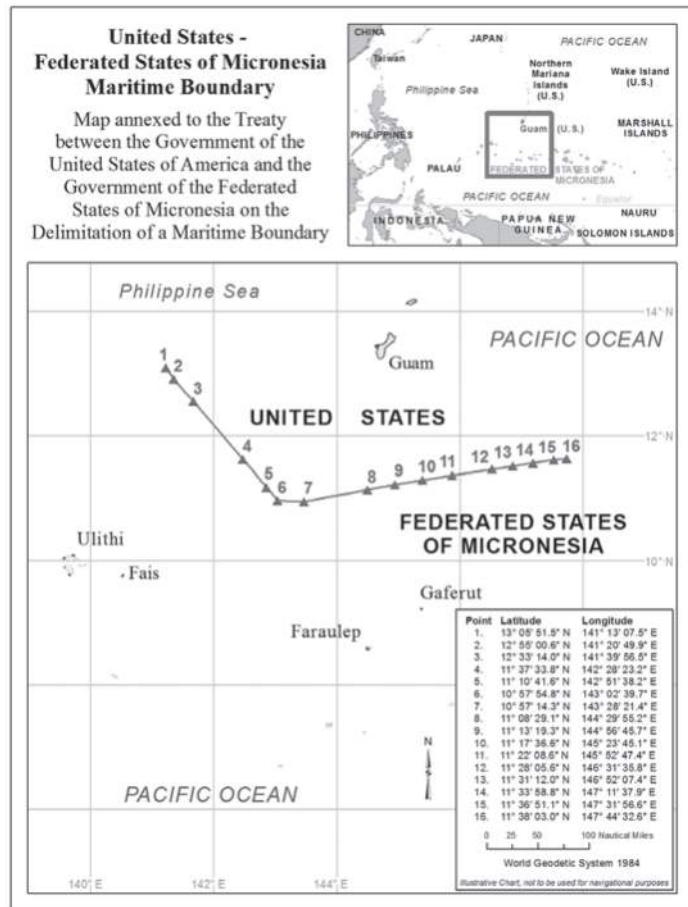 United States -
Federated States of Micronesia
Maritime Boundary
Map annexed to the Treaty
between the Government of the
United States of America and the
Government of the Federated
States of Micronesia on the
Delimitation of a Maritime Boundary
CHINA
JAPAN
PACIFIC OCEAN
Taiwan
Northern
Mariana
Islands
(U.S.)
Wake Island
(U.S.)
Philippine Sea
Guam (U.S.)
MARSHALL
ISLANDS
PHILIPPINES
PALAU
FEDERATED STATES OF
MICRONESIA
PACIFIC OCEAN
Equator
NAURU
INDONESIA
PAPUA NEW
GUINEA
SOLOMON ISLANDS
Philippine Sea
14° N
PACIFIC OCEAN
Guam
1
2
3
UNITED STATES
12° N
4
5
6
7
8
9
10
11
12
13
14
15
16
FEDERATED STATES
OF MICRONESIA
Ulithi
Fais
10° N
Gaferut
Faraulep
N
PACIFIC OCEAN
140° E
142° E
144° E
Point Latitude Longitude
1. 13° 05' 51.5" N 141° 13' 07.5" E
2. 12° 55' 00.6" N 141° 20' 49.9" E
3. 12° 33' 14.0" N 141° 39' 56.5" E
4. 11° 37' 33.8" N 142° 28' 23.2" E
5. 11° 10' 41.6" N 142° 51' 38.2" E
6. 10° 57' 54.8" N 143° 02' 39.7" E
7. 10° 57' 14.3" N 143° 28' 21.4" E
8. 11° 08' 29.1" N 144° 29' 55.2" E
9. 11° 13' 19.3" N 144° 56' 45.7" E
10. 11° 17' 36.6" N 145° 23' 45.1" E
11. 11° 22' 08.6" N 145° 52' 47.4" E
12. 11° 28' 05.6" N 146° 31' 35.8" E
13. 11° 31' 12.0" N 146° 52' 07.4" E
14. 11° 33' 58.8" N 147° 11' 37.9" E
15. 11° 36' 51.1" N 147° 31' 56.6" E
16. 11° 38' 03.0" N 147° 44' 32.6" E
0 25 50 100 Nautical Miles
World Geodetic System 1984
Illustrative Chart, not to be used for navigational purposes